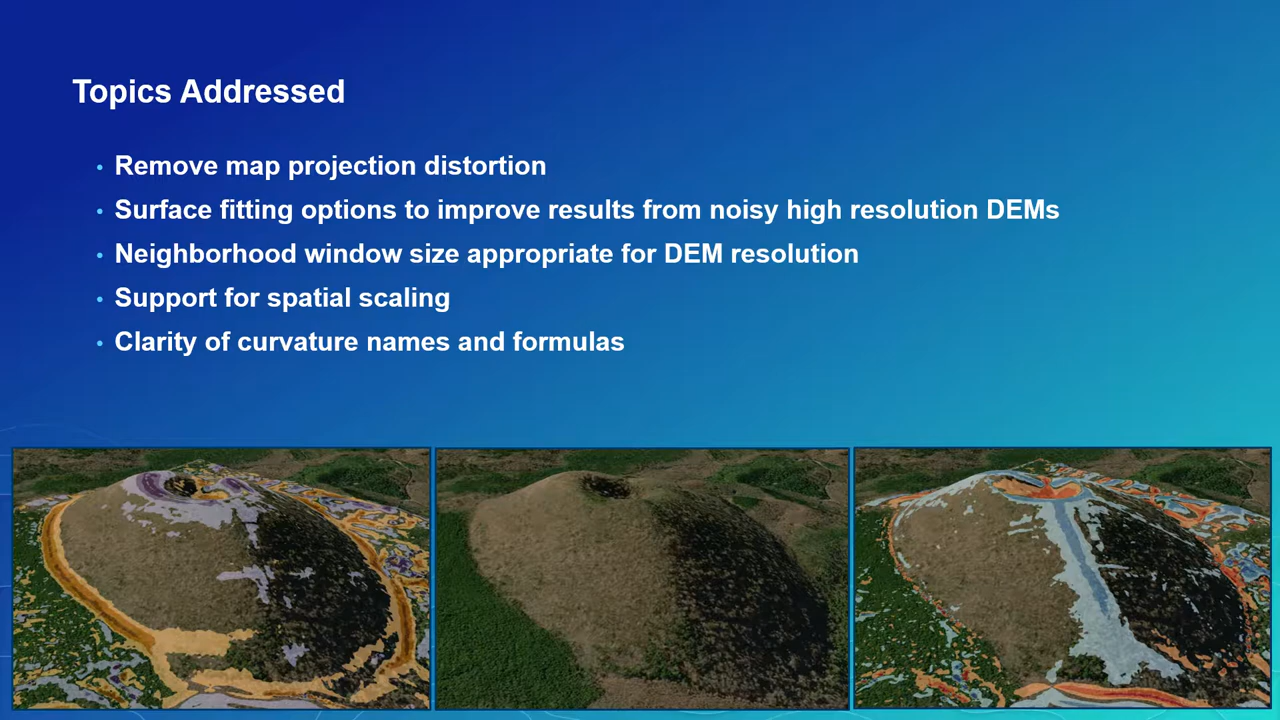 Topics Addressed
• Remove map projection distortion
• Surface fitting options to improve results from noisy high resolution DEMs
• Neighborhood window size appropriate for DEM resolution
• Support for spatial scaling
• Clarity of curvature names and formulas